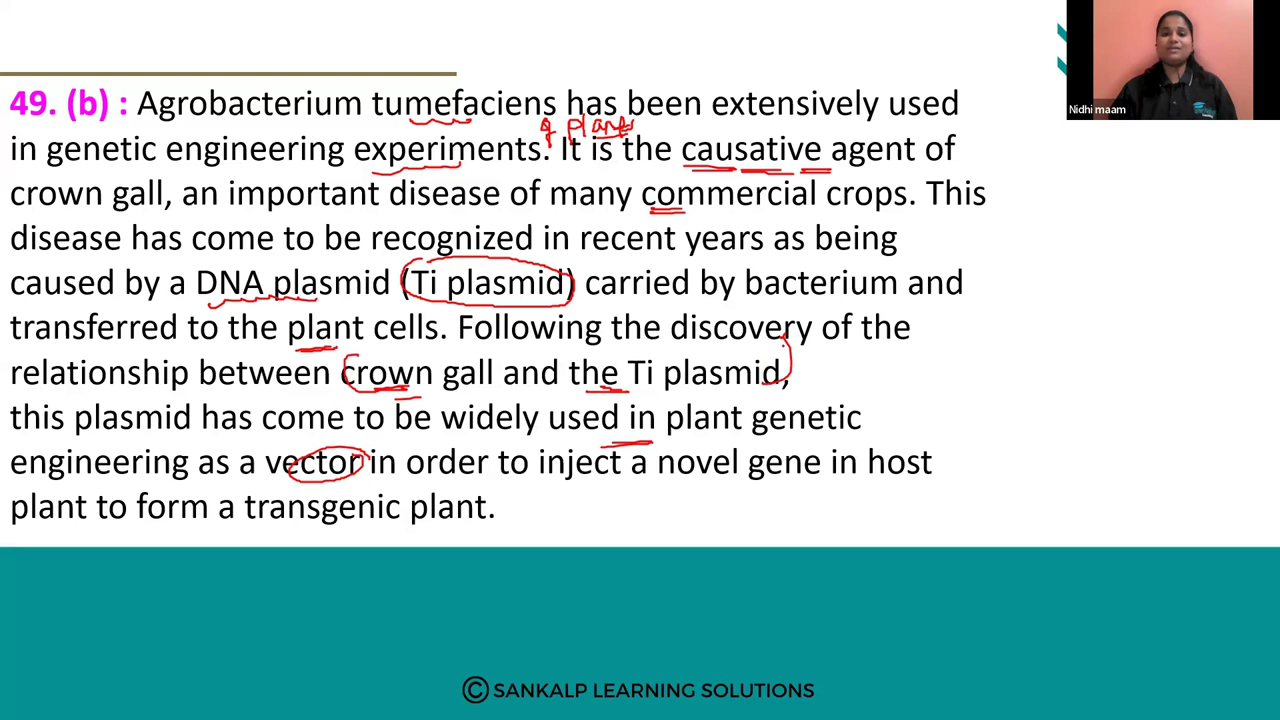 Nidhi maam
49. (b) : Agrobacterium tumefaciens has been extensively used
of plants
in genetic engineering experiments. It is the causative agent of
crown gall, an important disease of many commercial crops. This
disease has come to be recognized in recent years as being
caused by a DNA plasmid (Ti plasmid) carried by bacterium and
transferred to the plant cells. Following the discovery of the
relationship between crown gall and the Ti plasmid,
this plasmid has come to be widely used in plant genetic
engineering as a vector in order to inject a novel gene in host
plant to form a transgenic plant.
© SANKALP LEARNING SOLUTIONS